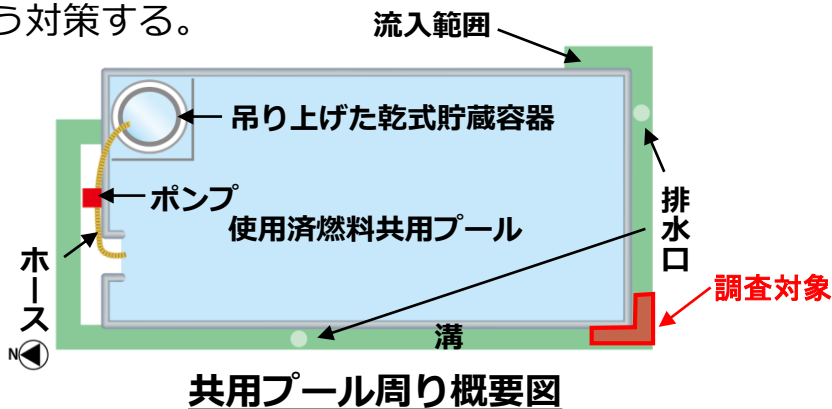 う対策する。
流入範囲
吊り上げた乾式貯蔵容器
ポンプ
使用済燃料共用プール
排水口
ホース
調査対象
溝
N
共用プール周り概要図